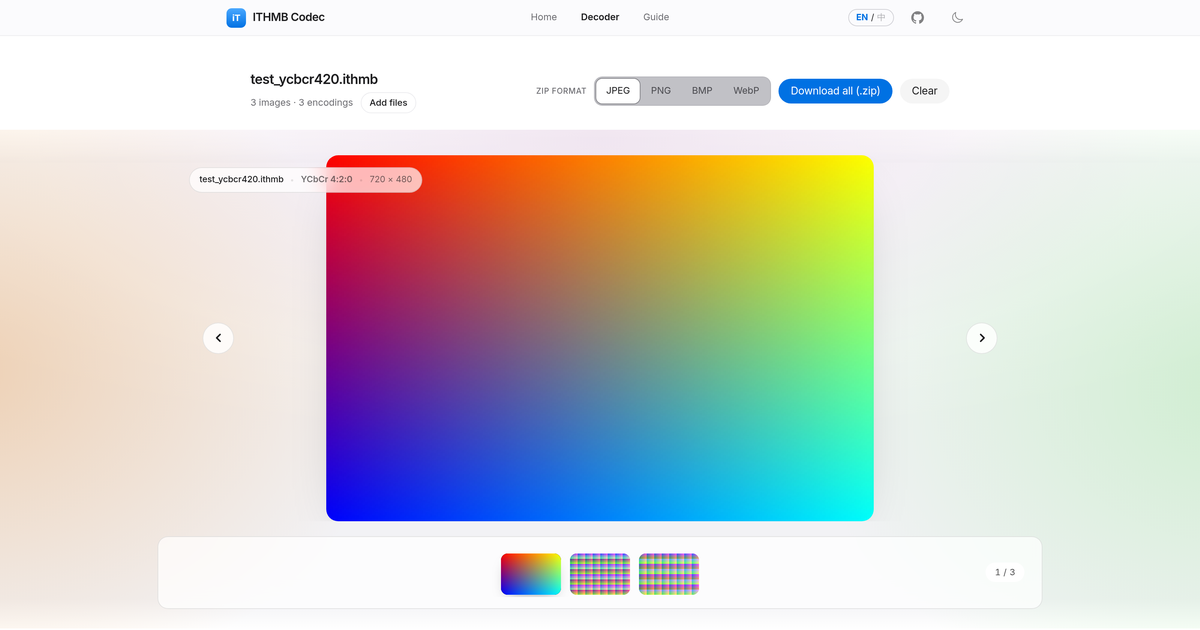 iT ITHMB Codec Home Decoder Guide EN / 中
test_ycbcr420.ithmb
3 images · 3 encodings Add files
ZIP FORMAT JPEG PNG BMP WebP Download all (.zip) Clear
test_ycbcr420.ithmb · YCbCr 4:2:0 · 720 × 480
1 / 3